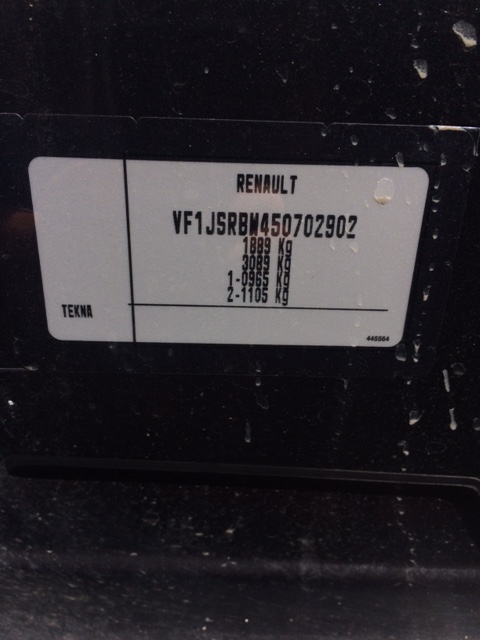 RENAULT
VF1JSRBM450702902
1889 Kg
3089 Kg
1-0965 Kg
2-1105 Kg
TEKNA
445564